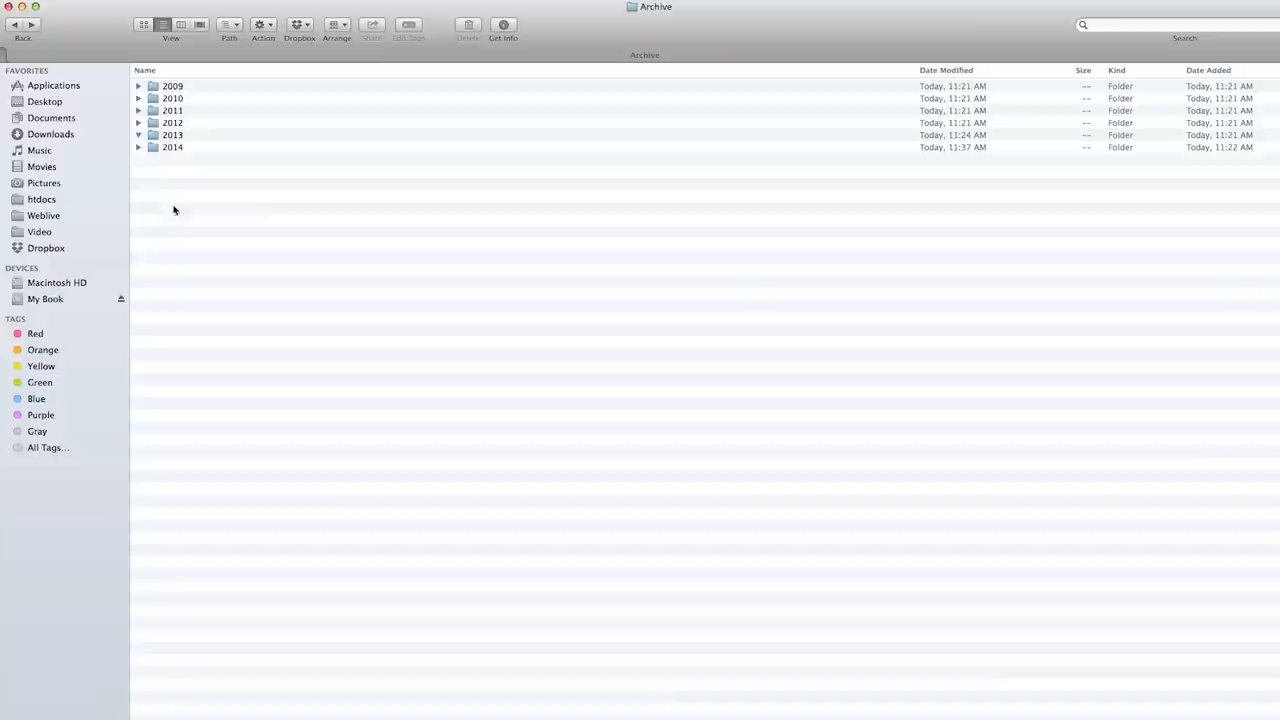 Archive
Back View Path Action Dropbox Arrange Share Edit Tags Delete Get Info Search
Archive
FAVORITES
Applications
Desktop
Documents
Downloads
Music
Movies
Pictures
htdocs
Weblive
Video
Dropbox
DEVICES
Macintosh HD
My Book
TAGS
Red
Orange
Yellow
Green
Blue
Purple
Gray
All Tags...
Name Date Modified Size Kind Date Added
2009 Today, 11:21 AM -- Folder Today, 11:21 AM
2010 Today, 11:21 AM -- Folder Today, 11:21 AM
2011 Today, 11:21 AM -- Folder Today, 11:21 AM
2012 Today, 11:21 AM -- Folder Today, 11:21 AM
2013 Today, 11:24 AM -- Folder Today, 11:21 AM
2014 Today, 11:37 AM -- Folder Today, 11:22 AM